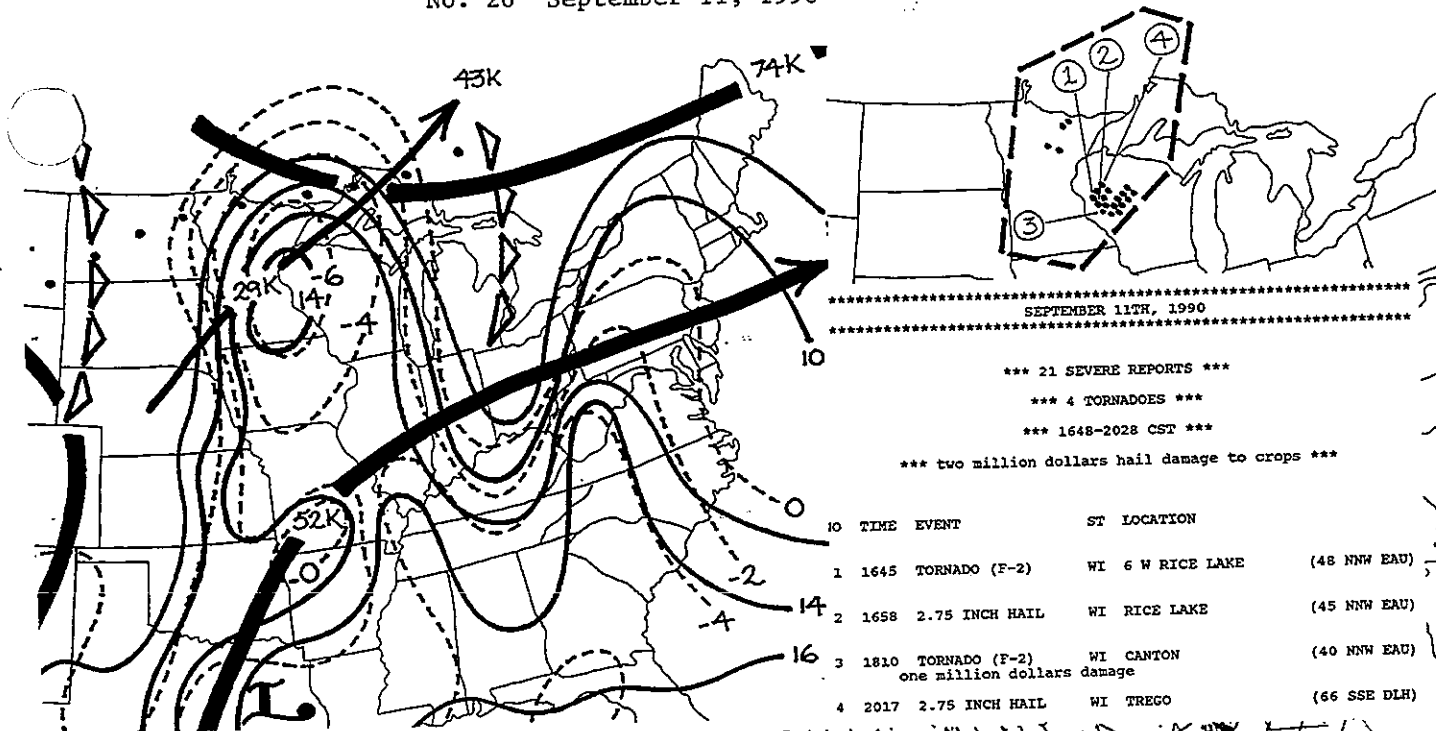 No. 26 September 11, 1990
43K
74K
-6
29K
14
-4
10
52K
-0
0
-2
14
-4
16
L
1
2
4
3
SEPTEMBER 11TH, 1990
*** 21 SEVERE REPORTS ***
*** 4 TORNADOES ***
*** 1648-2028 CST ***
*** two million dollars hail damage to crops ***
ID TIME EVENT ST LOCATION
1 1645 TORNADO (F-2) WI 6 W RICE LAKE (48 NNW EAU)
2 1658 2.75 INCH HAIL WI RICE LAKE (45 NNW EAU)
3 1810 TORNADO (F-2) WI CANTON (40 NNW EAU)
one million dollars damage
4 2017 2.75 INCH HAIL WI TREGO (66 SSE DLH)